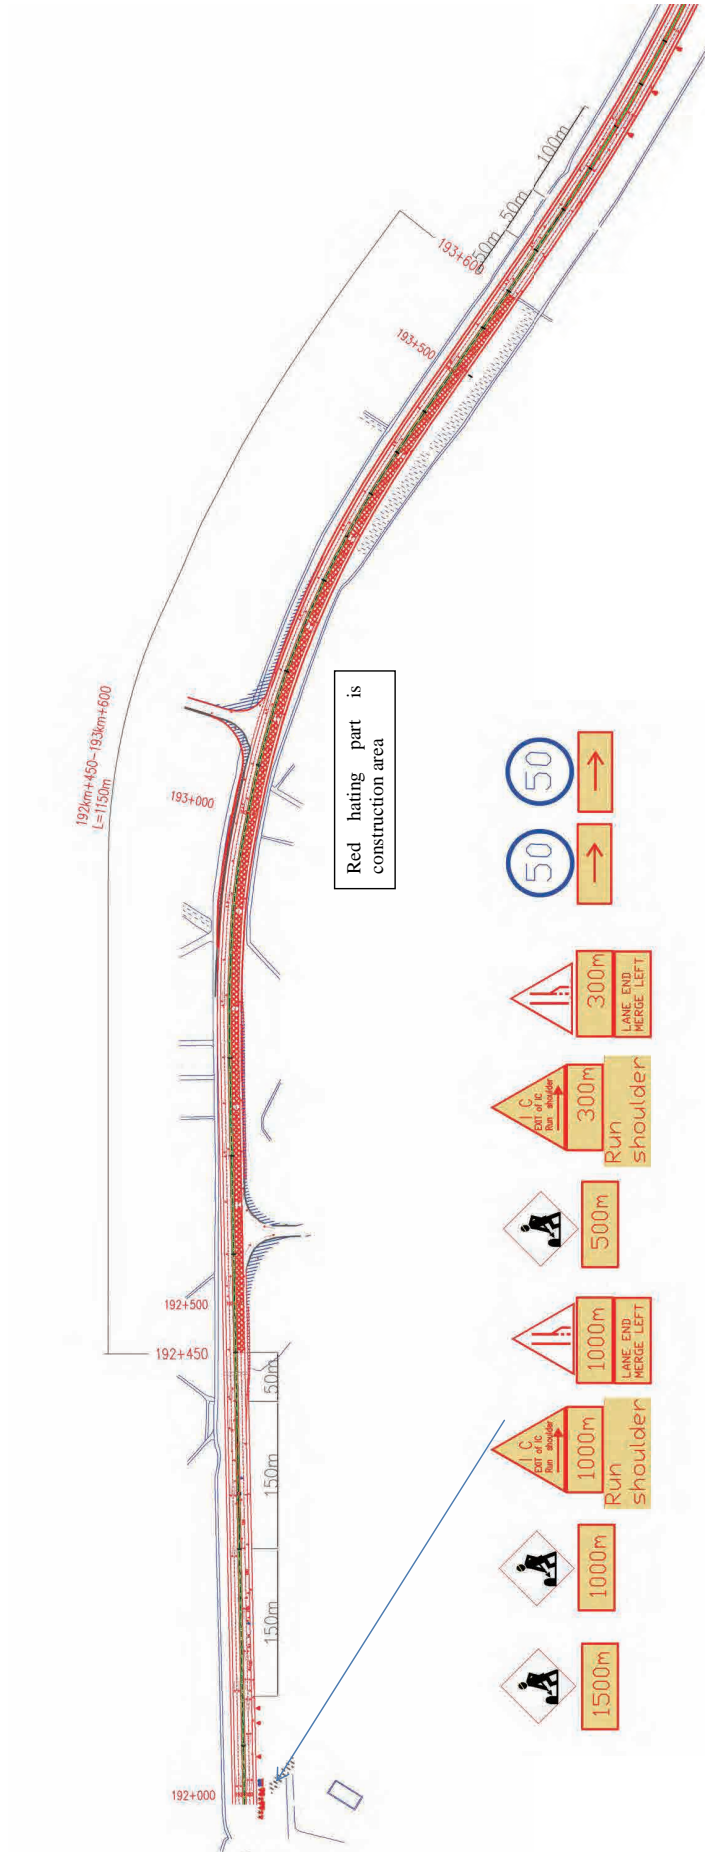 100m
50m
50m
193+600
193+500
192km+450-193km+600
L=1150m
193+000
Red hating part is
construction area
192+500
192+450
50m
150m
150m
192+000
50
50
300m
LANE END
MERGE LEFT
I C
EXIT of IC
Run shoulder
300m
Run
shoulder
500m
1000m
LANE END
MERGE LEFT
I C
EXIT of IC
Run shoulder
1000m
Run
shoulder
1000m
1500m